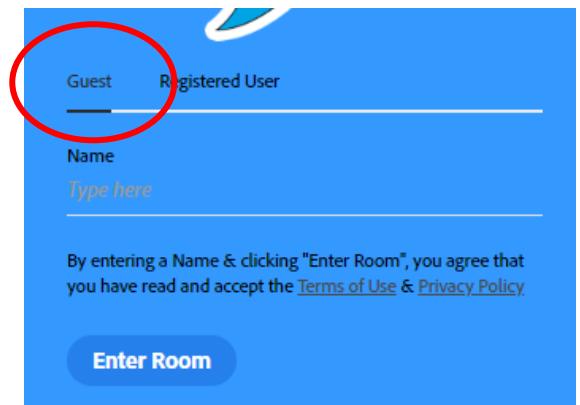 Guest Registered User
Name
Type here
By entering a Name & clicking "Enter Room", you agree that
you have read and accept the Terms of Use & Privacy Policy
Enter Room